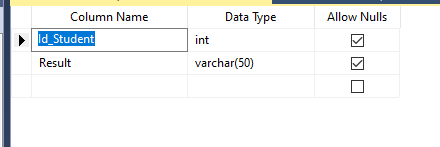 Column Name Data Type Allow Nulls
Id_Student int
Result varchar(50)